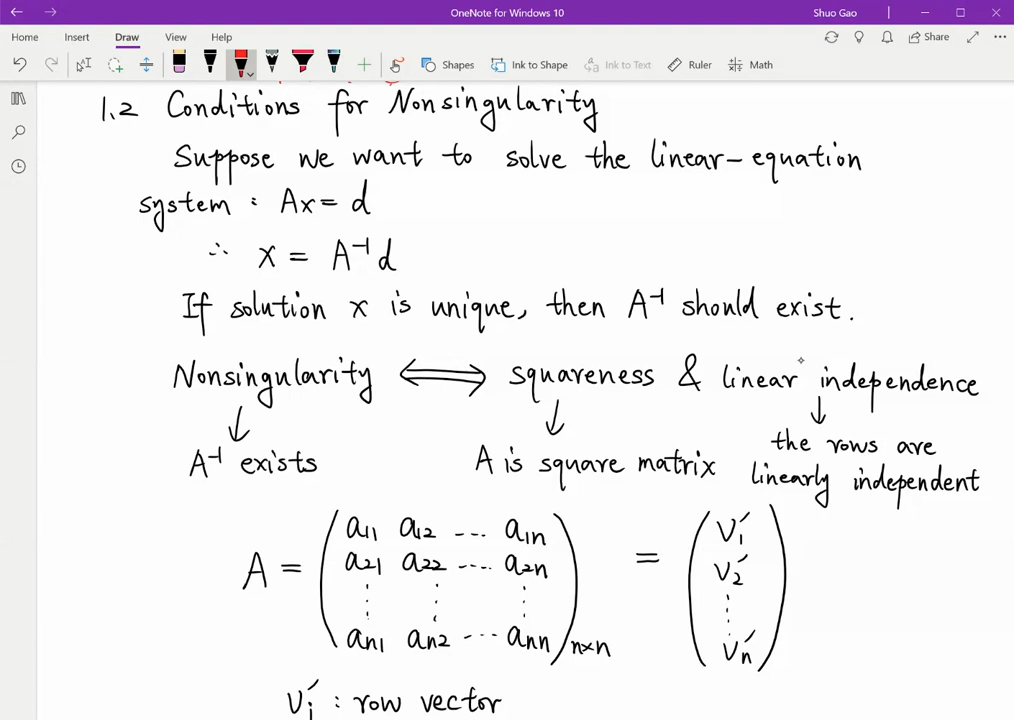 OneNote for Windows 10
Shuo Gao
Home Insert Draw View Help
Share
Shapes Ink to Shape Ink to Text Ruler Math
1.2 Conditions for Nonsingularity
Suppose we want to solve the linear-equation
system : Ax = d
∴ x = A⁻¹d
If solution x is unique, then A⁻¹ should exist.
Nonsingularity ⟺ squareness & linear independence
↓ ↓ ↓
A⁻¹ exists A is square matrix the rows are
linearly independent
A = ( a₁₁ a₁₂ ---- a₁ₙ = ( v₁′
a₂₁ a₂₂ ---- a₂ₙ v₂′
⋮ ⋮ ⋮ ⋮
aₙ₁ aₙ₂ --- aₙₙ )ₙ×ₙ vₙ′ )
vᵢ′ : row vector